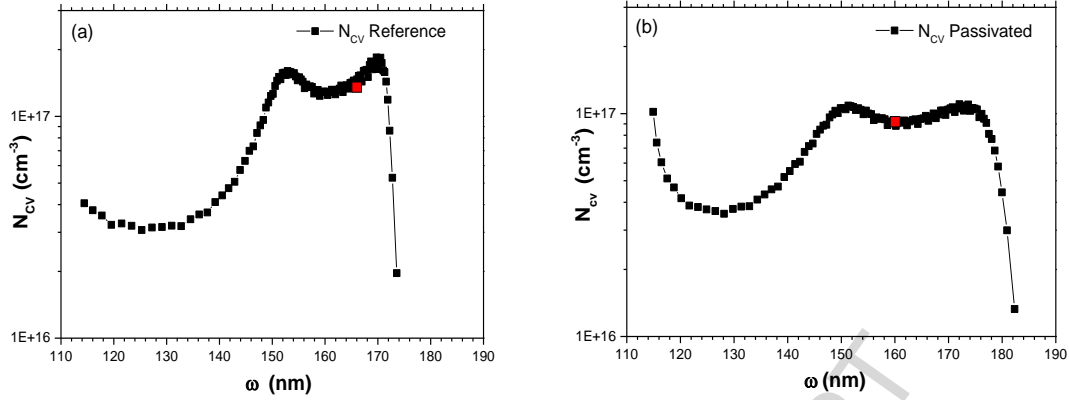 (a)
N_CV Reference
1E+17
1E+16
N_CV (cm⁻³)
110 120 130 140 150 160 170 180 190
ω (nm)
(b)
N_CV Passivated
1E+17
1E+16
N_cv (cm⁻³)
110 120 130 140 150 160 170 180 190
ω (nm)
PT